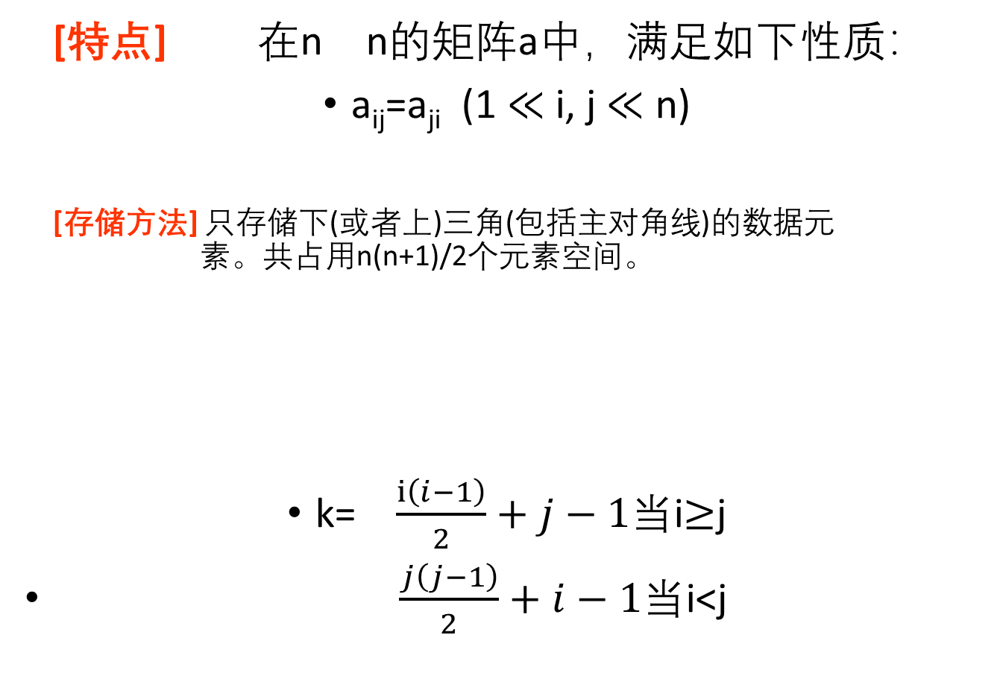 [特点] 在n n的矩阵a中, 满足如下性质:
• aij=aji (1 ≪ i, j ≪ n)
[存储方法] 只存储下(或者上)三角(包括主对角线)的数据元
素。共占用n(n+1)/2个元素空间。
• k= i(i−1)/2 + j − 1当i≥j
• j(j−1)/2 + i − 1当i<j